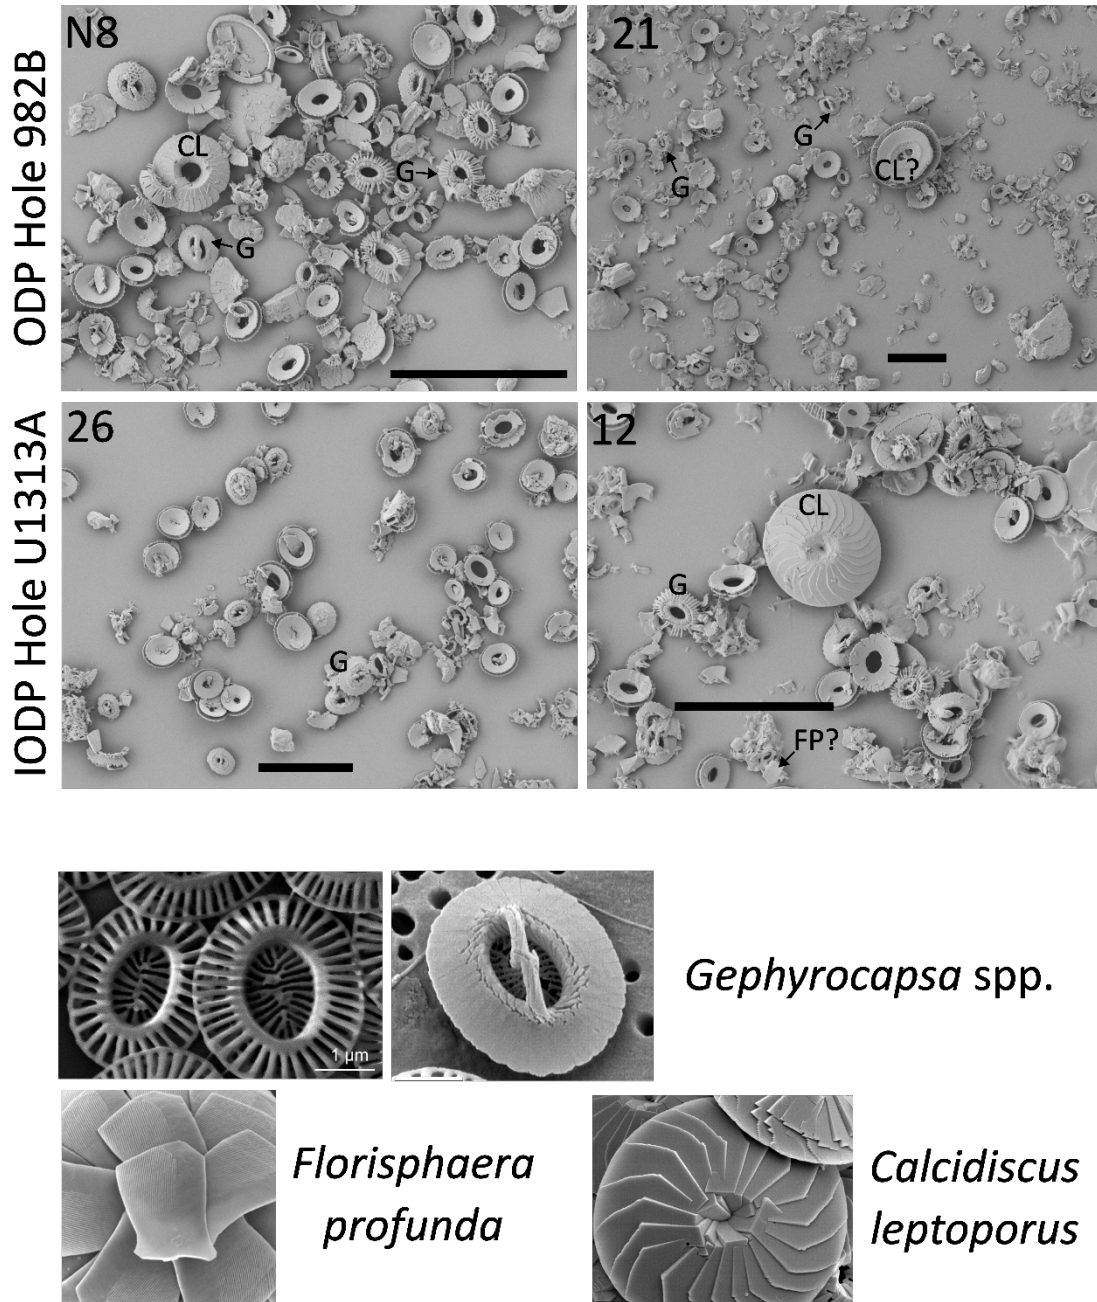 ODP Hole 982B
N8
CL
G
G
21
G
G
CL?
IODP Hole U1313A
26
G
12
CL
G
FP?
1 µm
Gephyrocapsa spp.
Florisphaera
profunda
Calcidiscus
leptoporus